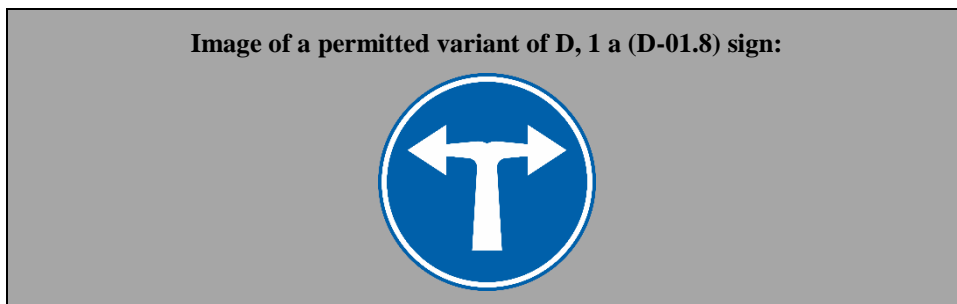 Image of a permitted variant of D, 1 a (D-01.8) sign: